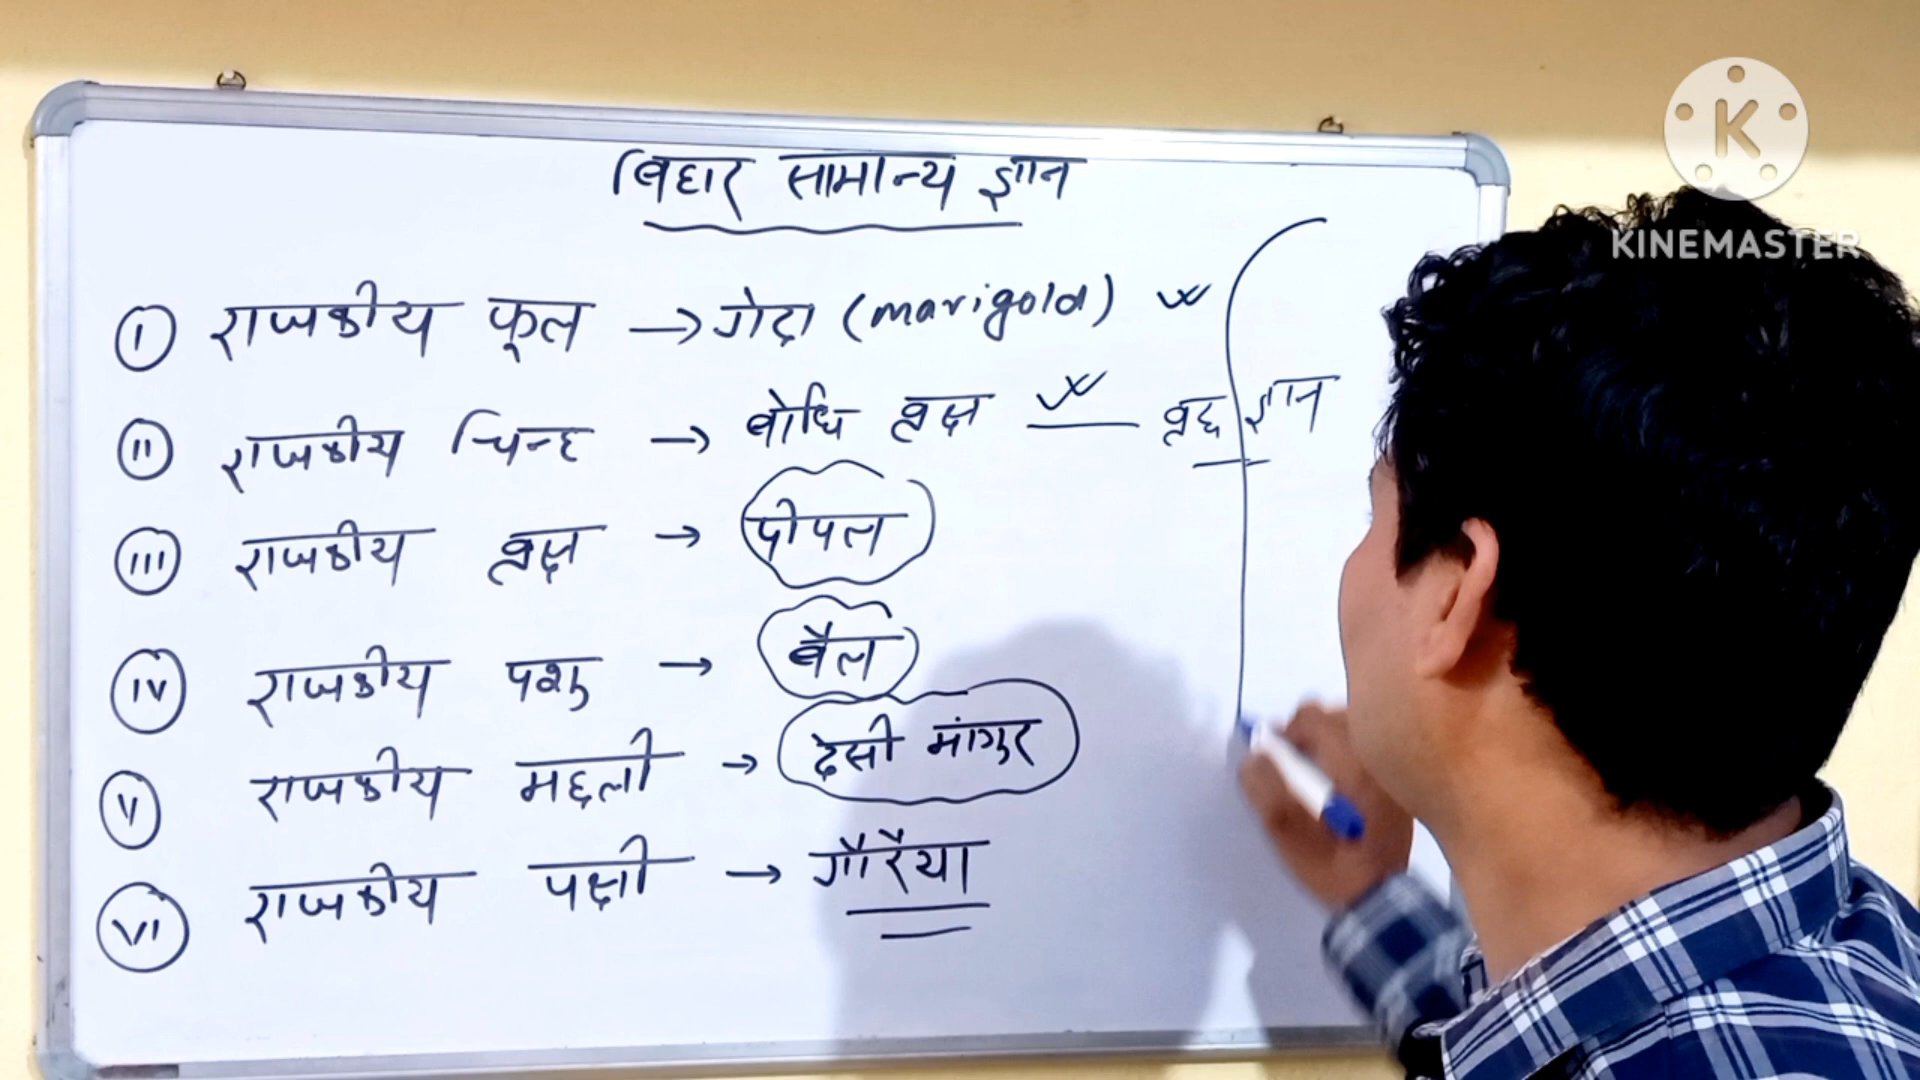 बिहार सामान्य ज्ञान
I राजकीय फूल → गेंदा (marigold)
II राजकीय चिन्ह → बोधि वृक्ष — बुद्ध ज्ञान
III राजकीय वृक्ष → पीपल
IV राजकीय पशु → बैल
V राजकीय मछली → देसी मांगुर
VI राजकीय पक्षी → गौरैया
K
KINEMASTER